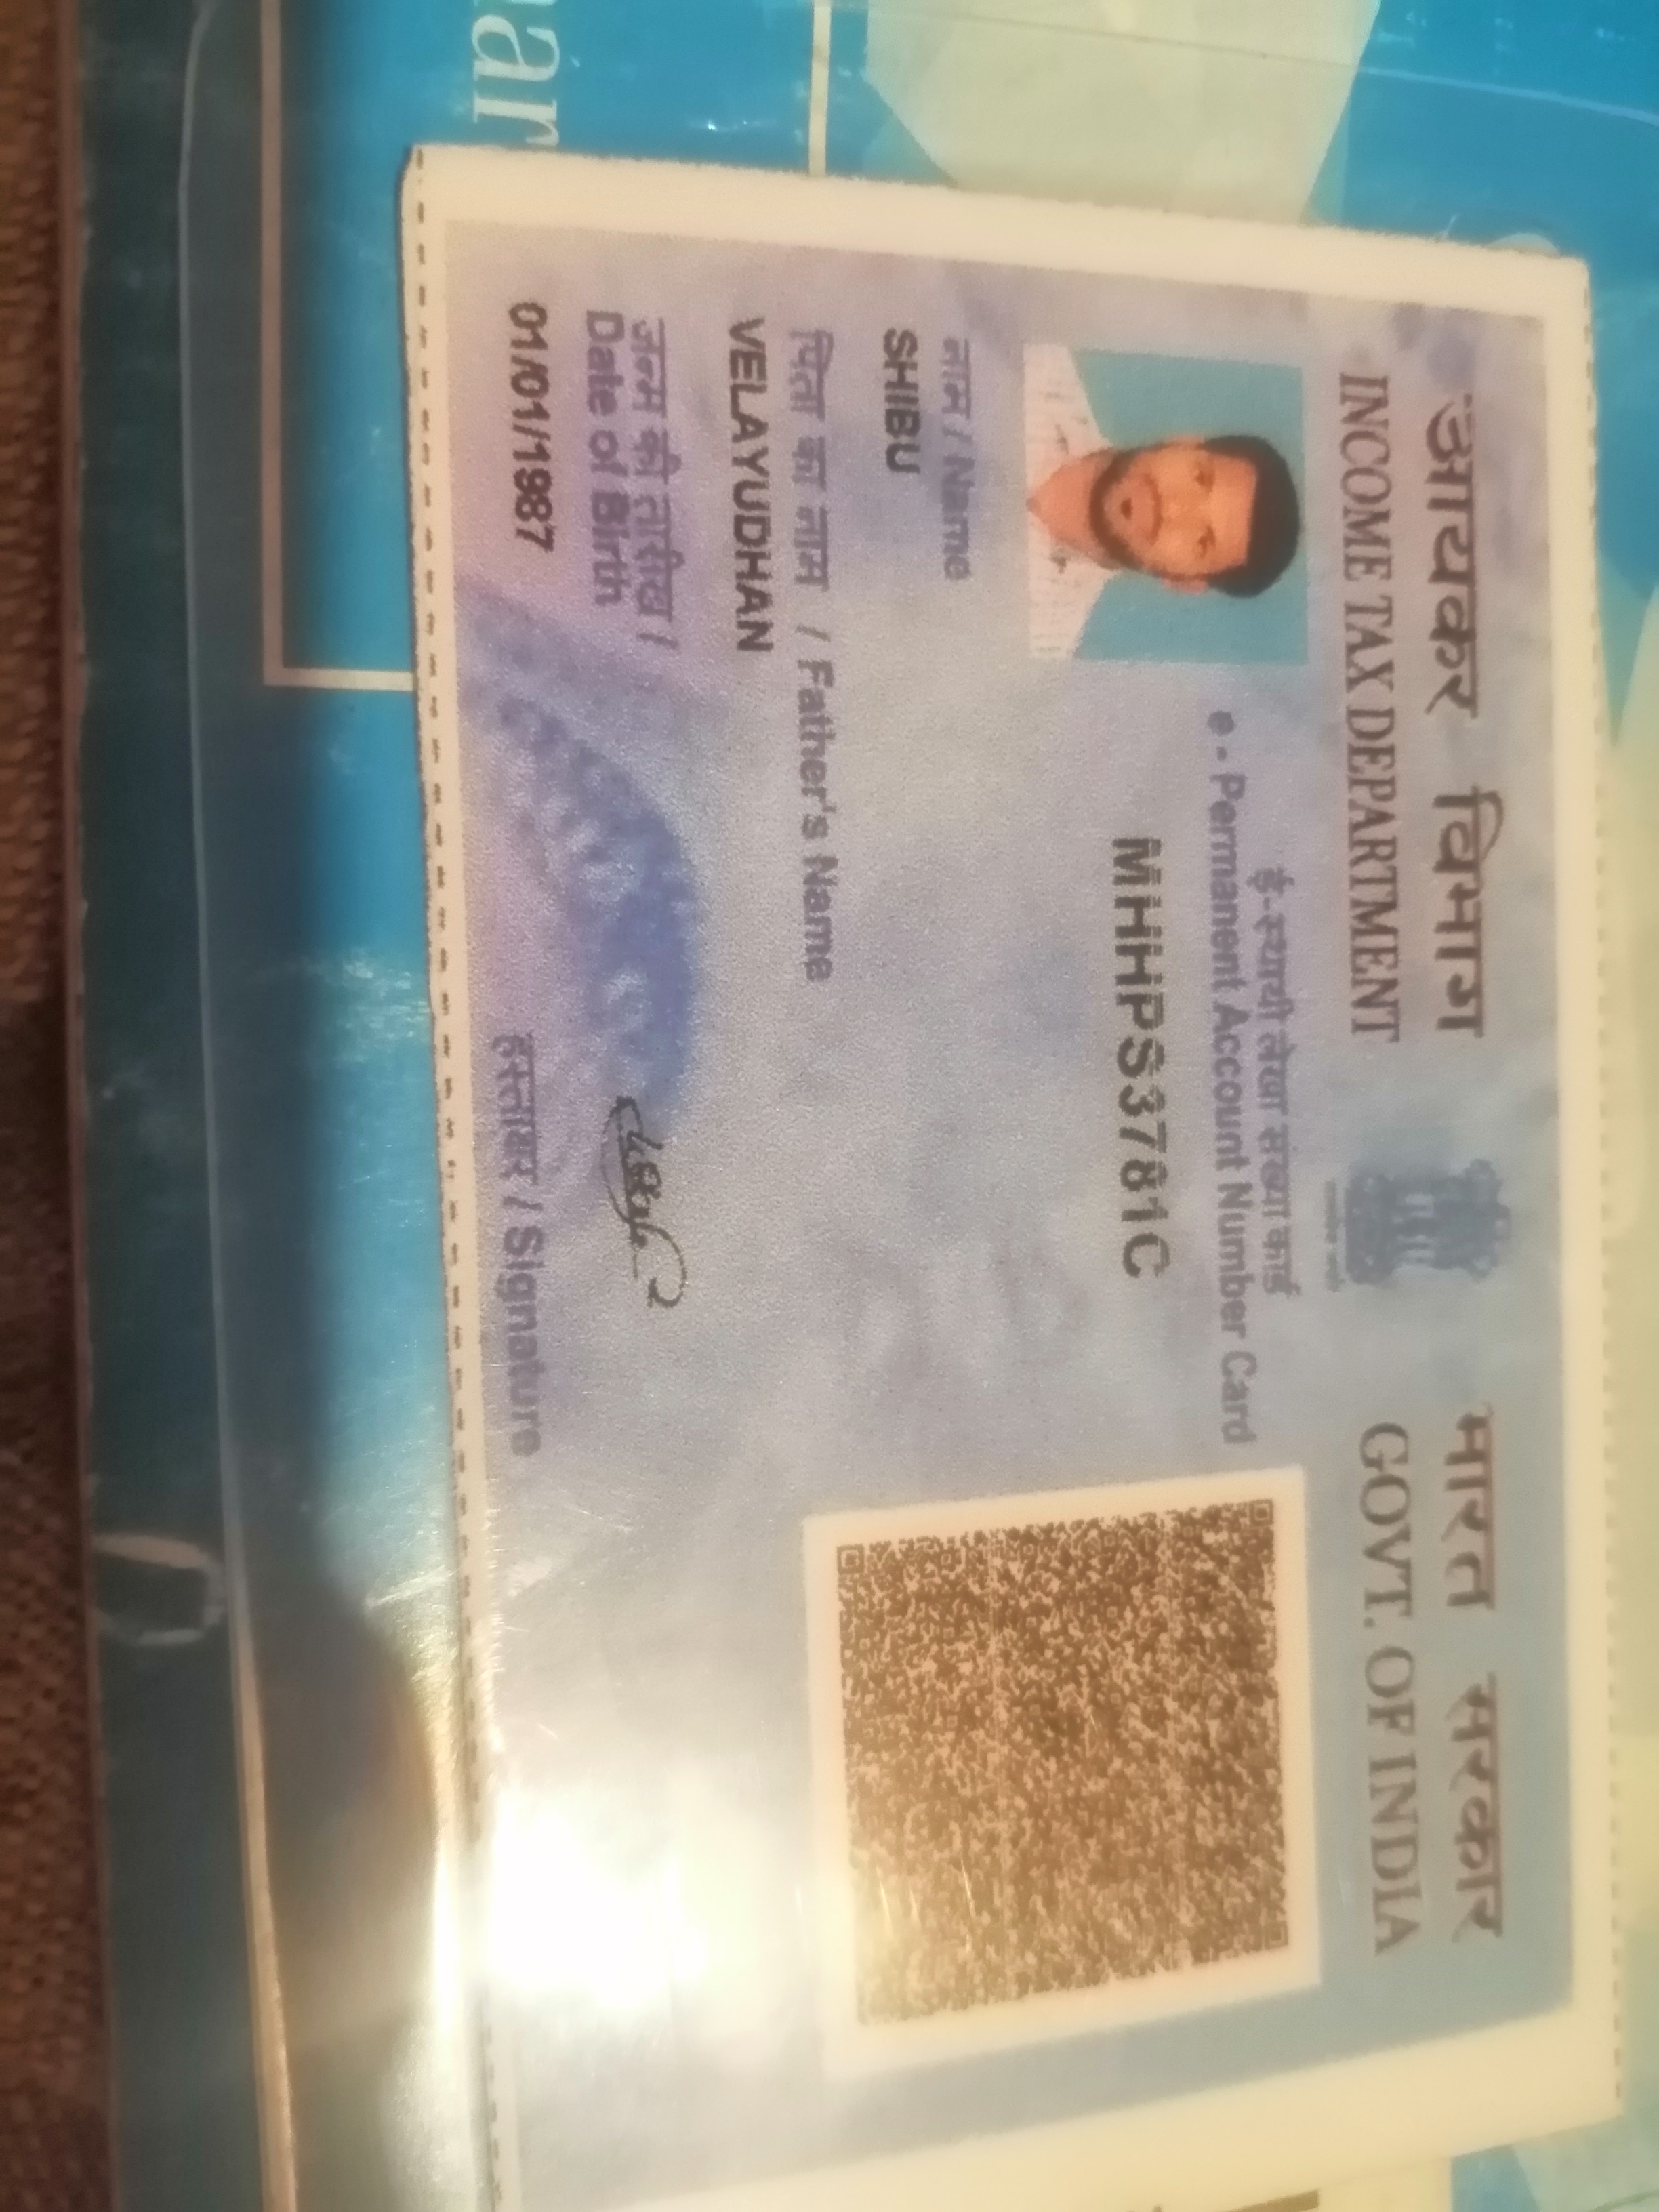 आयकर विभाग
INCOME TAX DEPARTMENT
भारत सरकार
GOVT. OF INDIA
ई-स्थायी लेखा संख्या कार्ड
e - Permanent Account Number Card
MHHPS3781C
नाम / Name
SHIBU
पिता का नाम / Father's Name
VELAYUDHAN
जन्म की तारीख /
Date of Birth
01/01/1987
हस्ताक्षर / Signature
ar